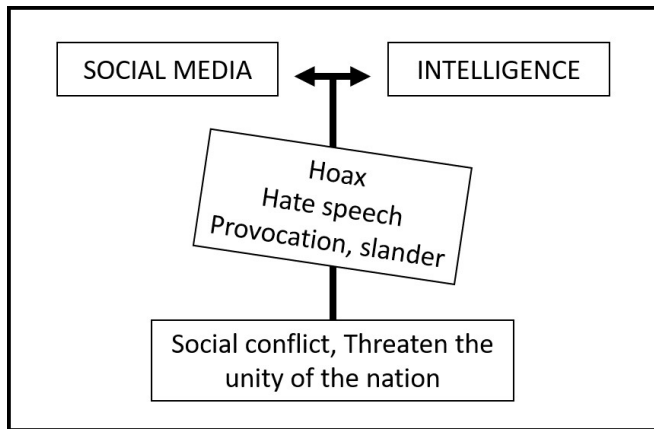 SOCIAL MEDIA
INTELLIGENCE
Hoax
Hate speech
Provocation, slander
Social conflict, Threaten the
unity of the nation